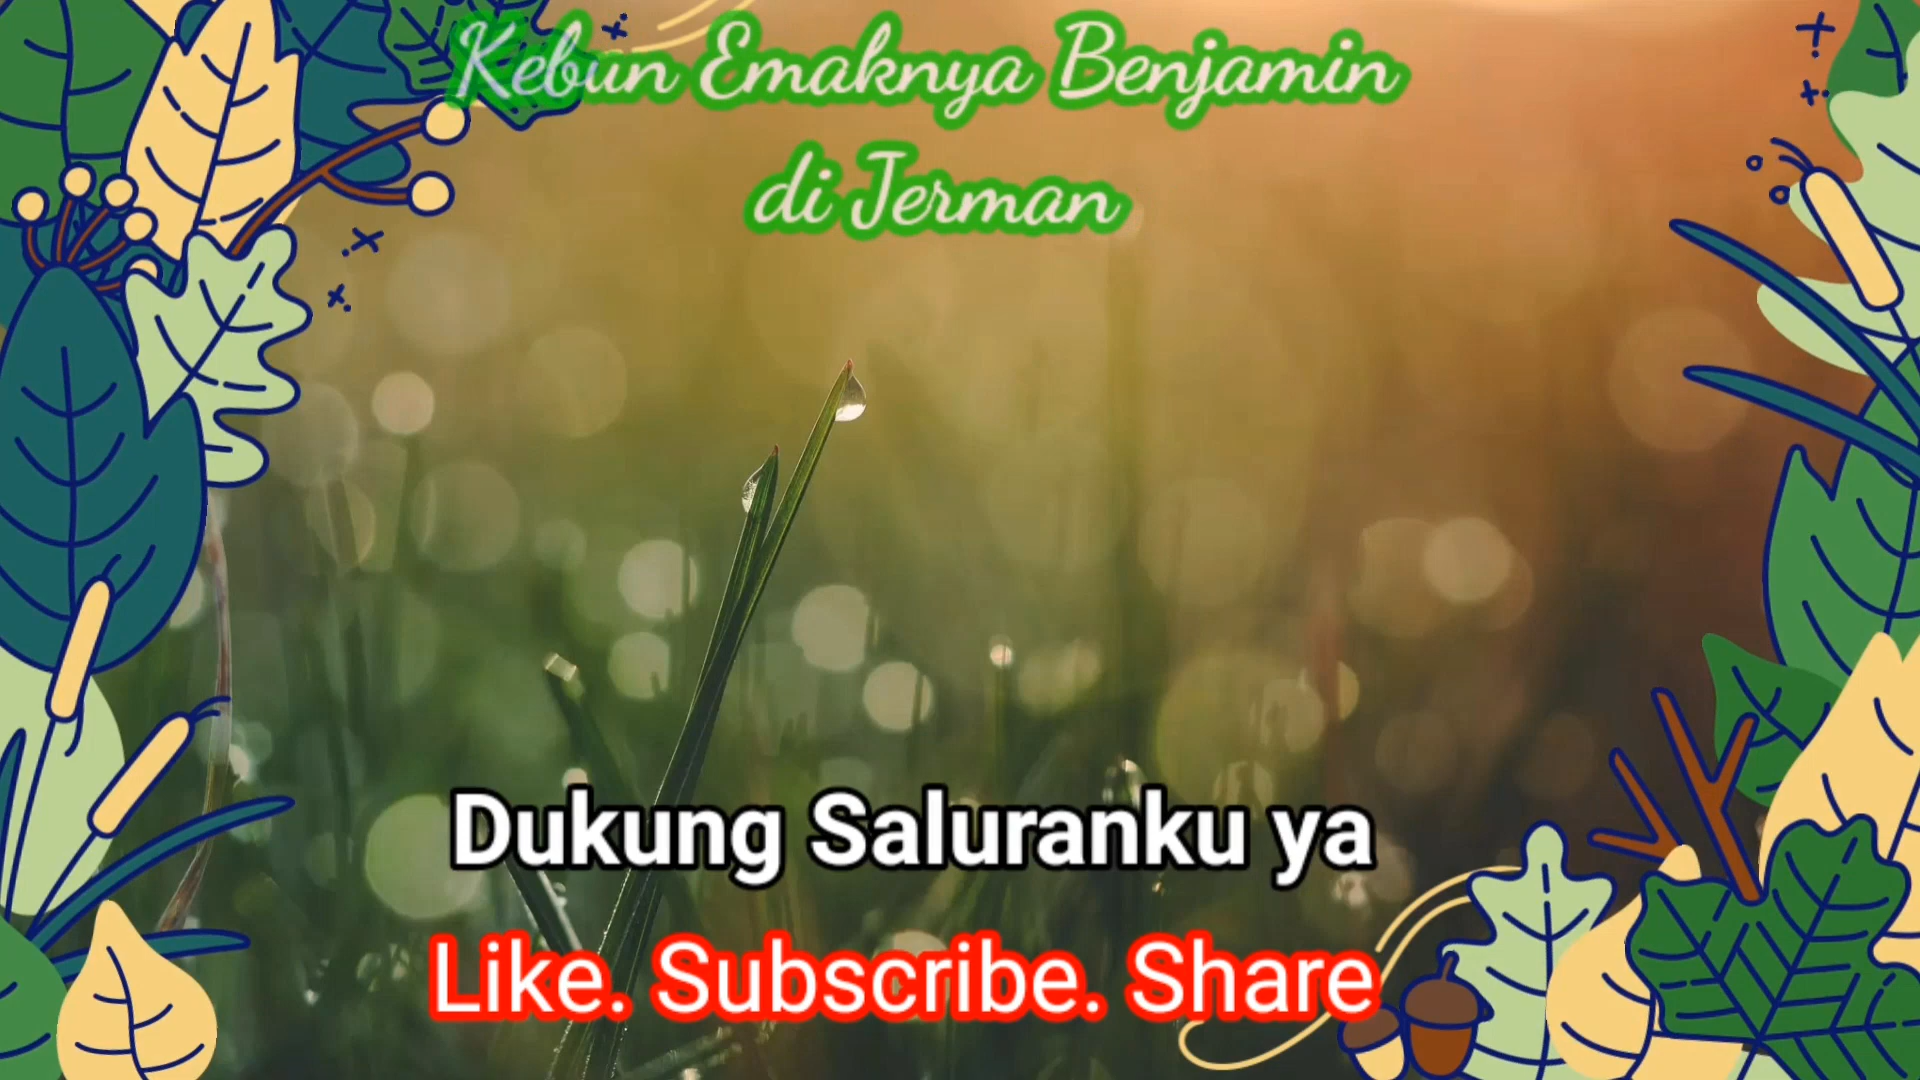 Kebun Emaknya Benjamin
di Jerman
Dukung Saluranku ya
Like. Subscribe. Share